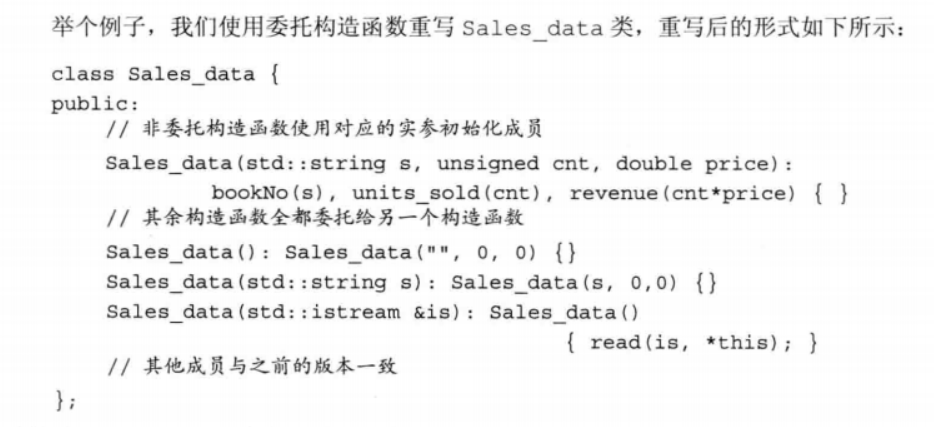 举个例子，我们使用委托构造函数重写 Sales_data 类，重写后的形式如下所示：
class Sales_data {
public:
// 非委托构造函数使用对应的实参初始化成员
Sales_data(std::string s, unsigned cnt, double price):
bookNo(s), units_sold(cnt), revenue(cnt*price) { }
// 其余构造函数全都委托给另一个构造函数
Sales_data(): Sales_data("", 0, 0) {}
Sales_data(std::string s): Sales_data(s, 0,0) {}
Sales_data(std::istream &is): Sales_data()
{ read(is, *this); }
// 其他成员与之前的版本一致
};